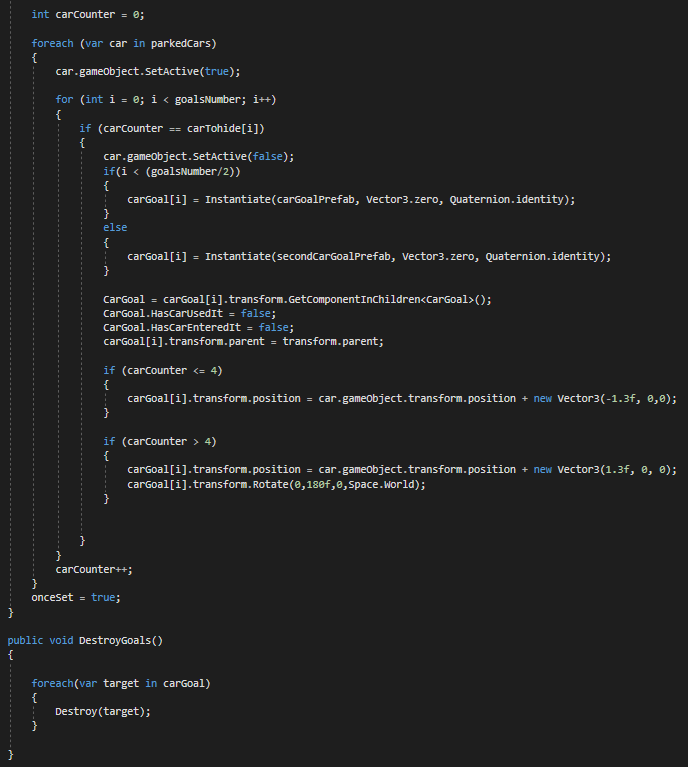 int carCounter = 0;
foreach (var car in parkedCars)
{
car.gameObject.SetActive(true);
for (int i = 0; i < goalsNumber; i++)
{
if (carCounter == carTohide[i])
{
car.gameObject.SetActive(false);
if(i < (goalsNumber/2))
{
carGoal[i] = Instantiate(carGoalPrefab, Vector3.zero, Quaternion.identity);
}
else
{
carGoal[i] = Instantiate(secondCarGoalPrefab, Vector3.zero, Quaternion.identity);
}
CarGoal = carGoal[i].transform.GetComponentInChildren<CarGoal>();
CarGoal.HasCarUsedIt = false;
CarGoal.HasCarEnteredIt = false;
carGoal[i].transform.parent = transform.parent;
if (carCounter <= 4)
{
carGoal[i].transform.position = car.gameObject.transform.position + new Vector3(-1.3f, 0,0);
}
if (carCounter > 4)
{
carGoal[i].transform.position = car.gameObject.transform.position + new Vector3(1.3f, 0, 0);
carGoal[i].transform.Rotate(0,180f,0,Space.World);
}
}
}
carCounter++;
}
onceSet = true;
}
public void DestroyGoals()
{
foreach(var target in carGoal)
{
Destroy(target);
}
}